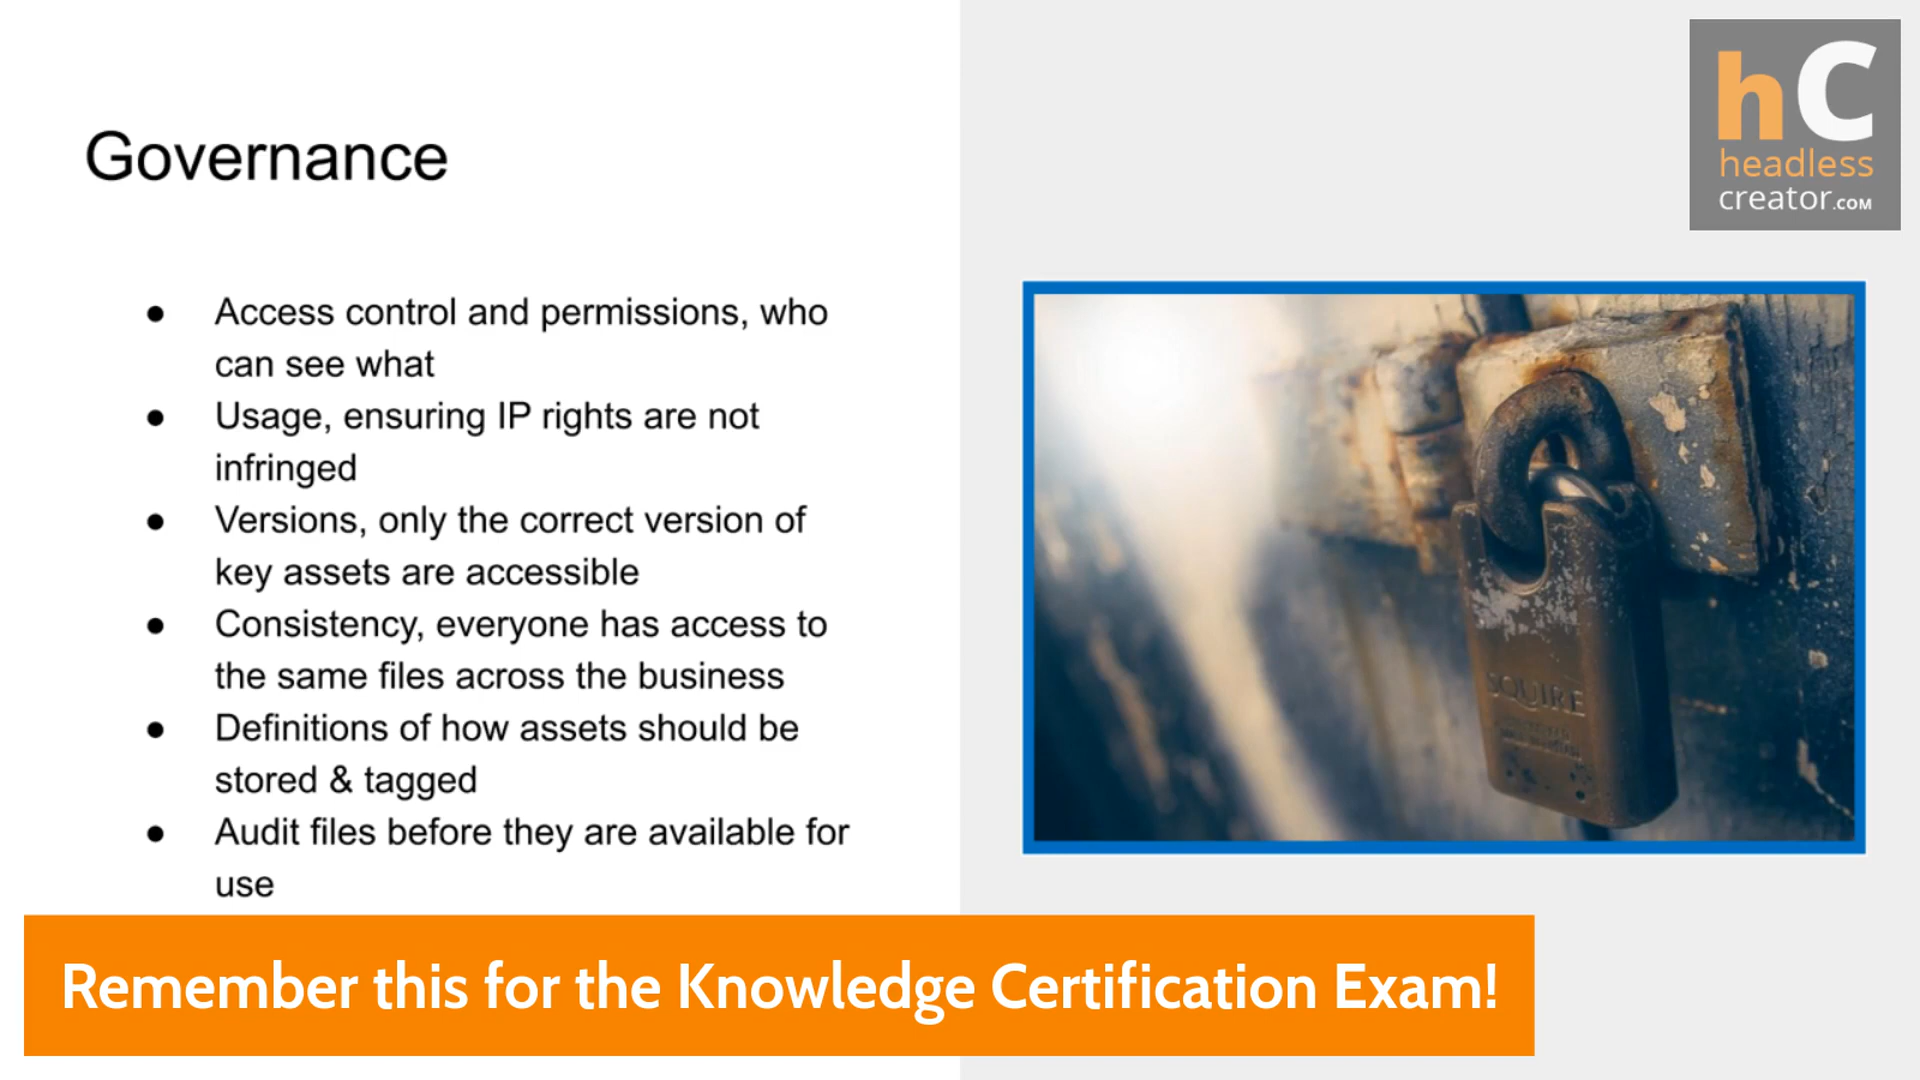 Governance
● Access control and permissions, who
can see what
● Usage, ensuring IP rights are not
infringed
● Versions, only the correct version of
key assets are accessible
● Consistency, everyone has access to
the same files across the business
● Definitions of how assets should be
stored & tagged
● Audit files before they are available for
use
hC
headless
creator.COM
SQUIRE
Remember this for the Knowledge Certification Exam!